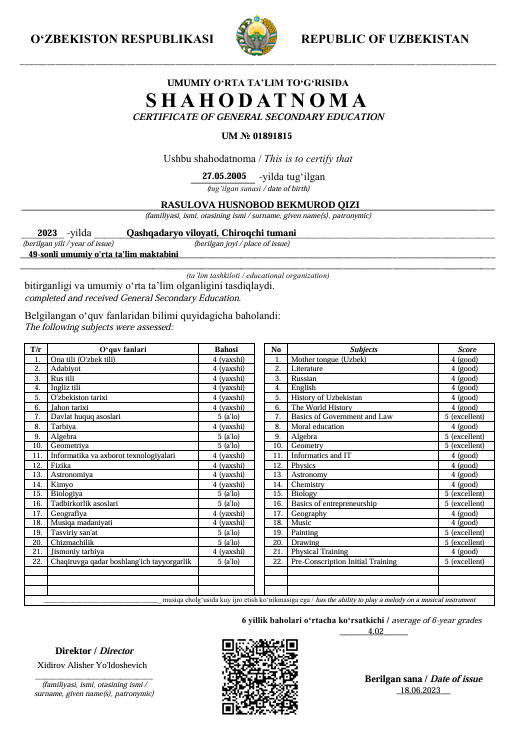 O‘ZBEKISTON RESPUBLIKASI REPUBLIC OF UZBEKISTAN
UMUMIY O‘RTA TA’LIM TO‘G‘RISIDA
SHAHODATNOMA
CERTIFICATE OF GENERAL SECONDARY EDUCATION
UM № 01891815
Ushbu shahodatnoma / This is to certify that
27.05.2005 -yilda tug‘ilgan
(tug‘ilgan sanasi / date of birth)
RASULOVA HUSNOBOD BEKMUROD QIZI
(familiyasi, ismi, otasining ismi / surname, given name(s), patronymic)
2023 -yilda Qashqadaryo viloyati, Chiroqchi tumani
(berilgan yili / year of issue) (berilgan joyi / place of issue)
49-sonli umumiy o'rta ta'lim maktabini
(ta’lim tashkiloti / educational organization)
bitirganligi va umumiy o‘rta ta’lim olganligini tasdiqlaydi.
completed and received General Secondary Education.
Belgilangan o‘quv fanlaridan bilimi quyidagicha baholandi:
The following subjects were assessed:
T/r O‘quv fanlari Bahosi No Subjects Score
1. Ona tili (O'zbek tili) 4 (yaxshi) 1. Mother tongue (Uzbek) 4 (good)
2. Adabiyot 4 (yaxshi) 2. Literature 4 (good)
3. Rus tili 4 (yaxshi) 3. Russian 4 (good)
4. Ingliz tili 4 (yaxshi) 4. English 4 (good)
5. O'zbekiston tarixi 4 (yaxshi) 5. History of Uzbekistan 4 (good)
6. Jahon tarixi 4 (yaxshi) 6. The World History 4 (good)
7. Davlat huquq asoslari 5 (a'lo) 7. Basics of Government and Law 5 (excellent)
8. Tarbiya 4 (yaxshi) 8. Moral education 4 (good)
9. Algebra 5 (a'lo) 9. Algebra 5 (excellent)
10. Geometriya 5 (a'lo) 10. Geometry 5 (excellent)
11. Informatika va axborot texnologiyalari 4 (yaxshi) 11. Informatics and IT 4 (good)
12. Fizika 4 (yaxshi) 12. Physics 4 (good)
13. Astronomiya 4 (yaxshi) 13. Astronomy 4 (good)
14. Kimyo 4 (yaxshi) 14. Chemistry 4 (good)
15. Biologiya 5 (a'lo) 15. Biology 5 (excellent)
16. Tadbirkorlik asoslari 5 (a'lo) 16. Basics of entrepreneurship 5 (excellent)
17. Geografiya 4 (yaxshi) 17. Geography 4 (good)
18. Musiqa madaniyati 4 (yaxshi) 18. Music 4 (good)
19. Tasviriy san'at 5 (a'lo) 19. Painting 5 (excellent)
20. Chizmachilik 5 (a'lo) 20. Drawing 5 (excellent)
21. Jismoniy tarbiya 4 (yaxshi) 21. Physical Training 4 (good)
22. Chaqiruvga qadar boshlang'ich tayyorgarlik 5 (a'lo) 22. Pre-Conscription Initial Training 5 (excellent)
musiqa cholg‘usida kuy ijro etish ko‘nikmasiga ega / has the ability to play a melody on a musical instrument
6 yillik baholari o‘rtacha ko‘rsatkichi / average of 6-year grades
4.02
Direktor / Director
Xidirov Alisher Yo'ldoshevich
(familiyasi, ismi, otasining ismi /
surname, given name(s), patronymic)
Berilgan sana / Date of issue
18.06.2023